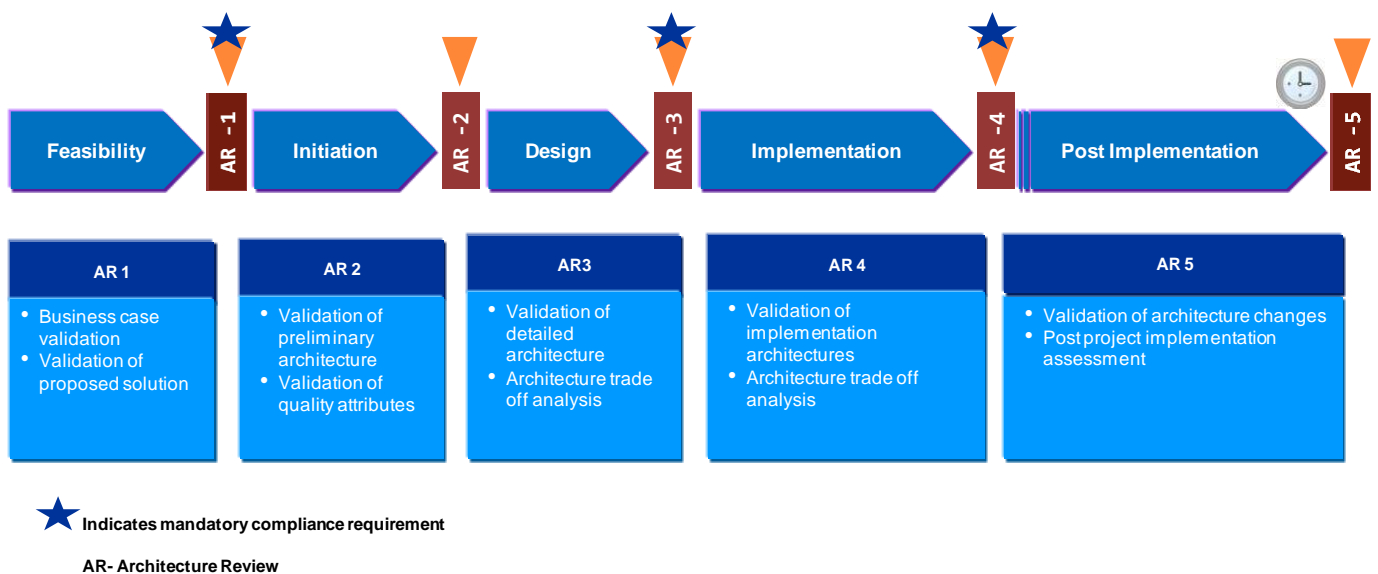 Feasibility
AR -1
Initiation
AR -2
Design
AR -3
Implementation
AR -4
Post Implementation
AR -5
AR 1
• Business case
validation
• Validation of
proposed solution
AR 2
• Validation of
preliminary
architecture
• Validation of
quality attributes
AR3
• Validation of
detailed
architecture
• Architecture trade
off analysis
AR 4
• Validation of
implementation
architectures
• Architecture trade off
analysis
AR 5
• Validation of architecture changes
• Post project implementation
assessment
Indicates mandatory compliance requirement
AR- Architecture Review